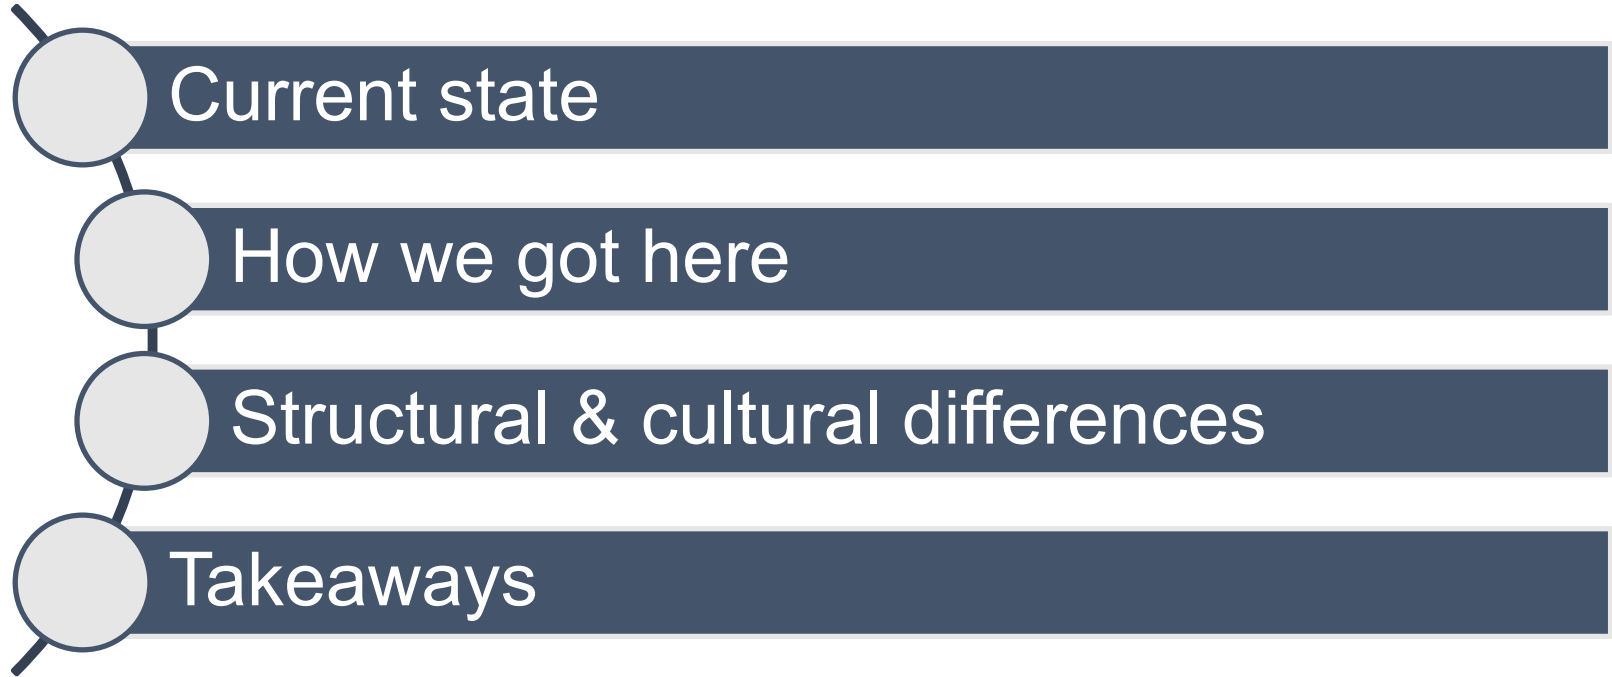 Current state
How we got here
Structural & cultural differences
Takeaways